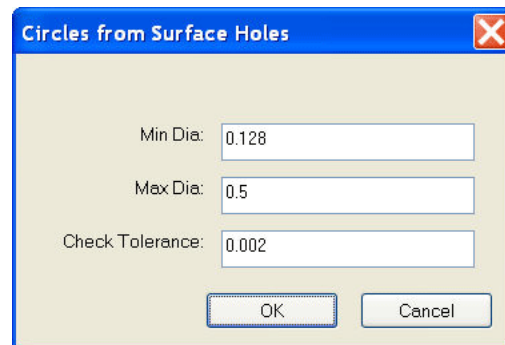 Circles from Surface Holes
Min Dia: 0.128
Max Dia: 0.5
Check Tolerance: 0.002
OK Cancel